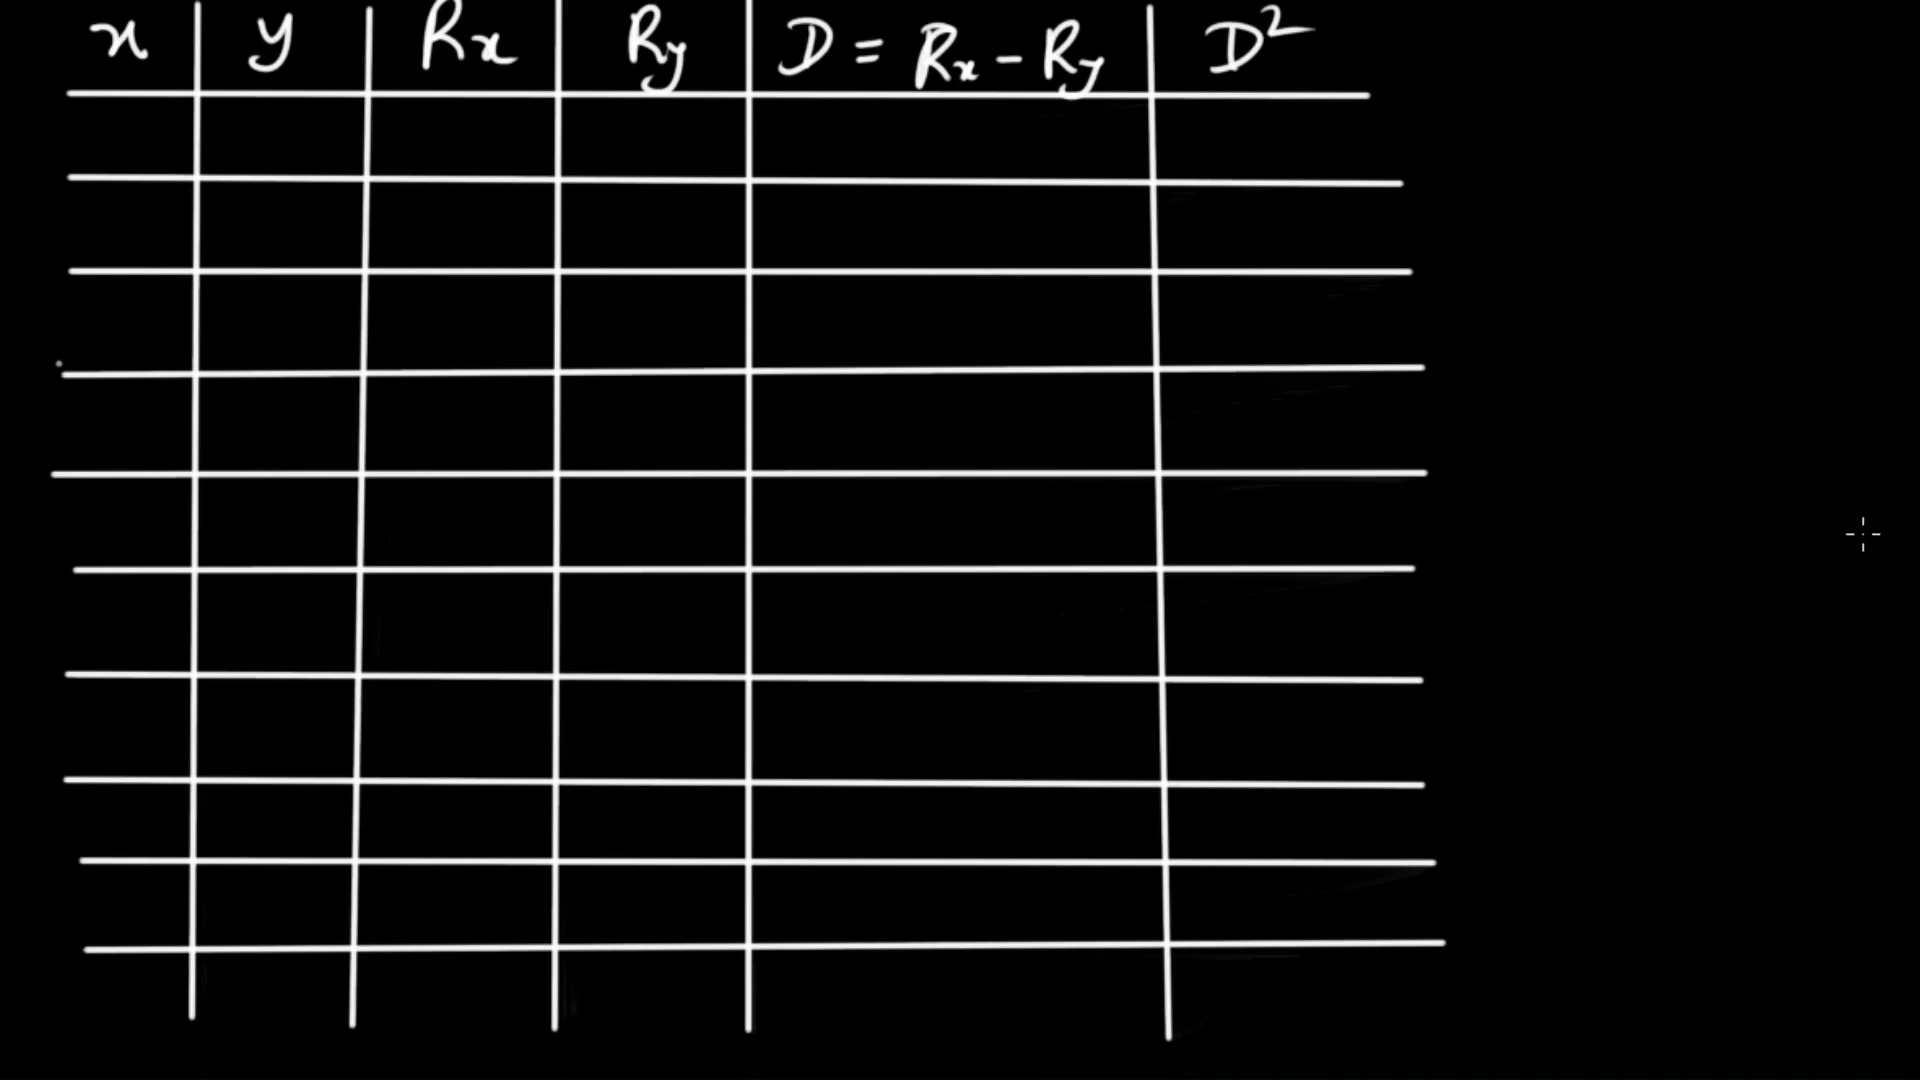 x y Rx Ry D = Rx - Ry D²